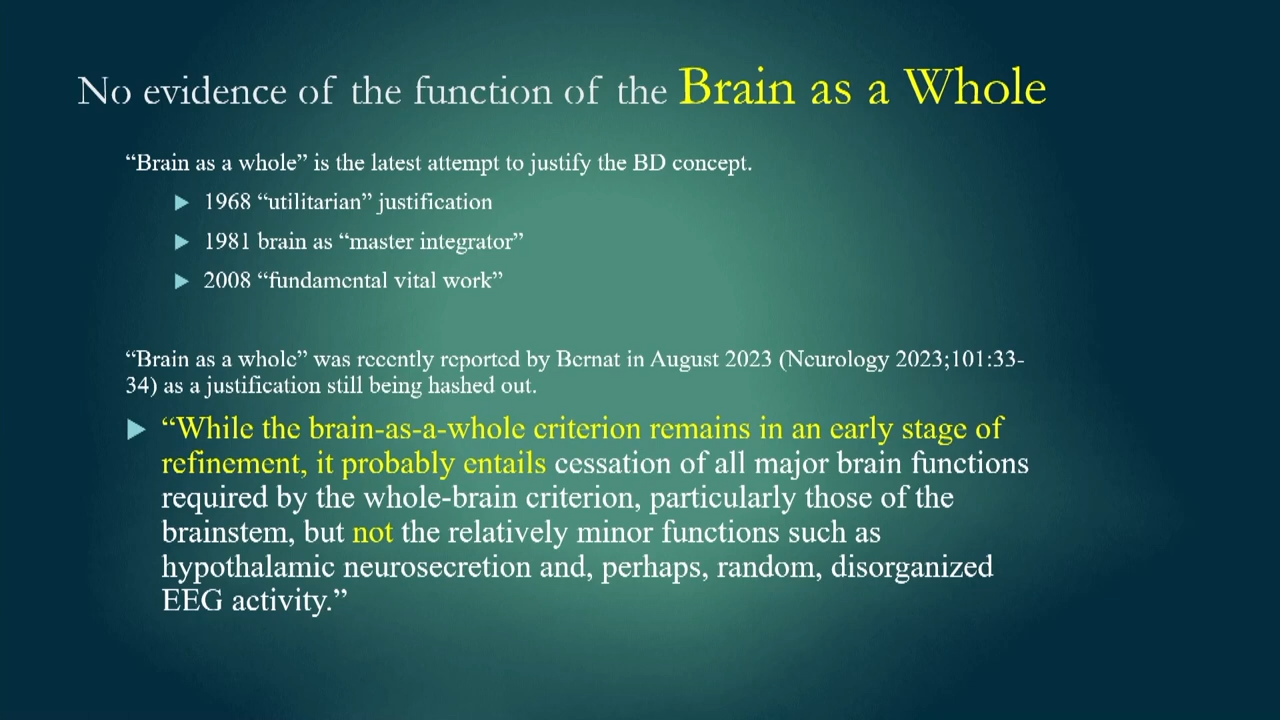 No evidence of the function of the Brain as a Whole
“Brain as a whole” is the latest attempt to justify the BD concept.
1968 “utilitarian” justification
1981 brain as “master integrator”
2008 “fundamental vital work”
“Brain as a whole” was recently reported by Bernat in August 2023 (Neurology 2023;101:33-
34) as a justification still being hashed out.
“While the brain-as-a-whole criterion remains in an early stage of
refinement, it probably entails cessation of all major brain functions
required by the whole-brain criterion, particularly those of the
brainstem, but not the relatively minor functions such as
hypothalamic neurosecretion and, perhaps, random, disorganized
EEG activity.”